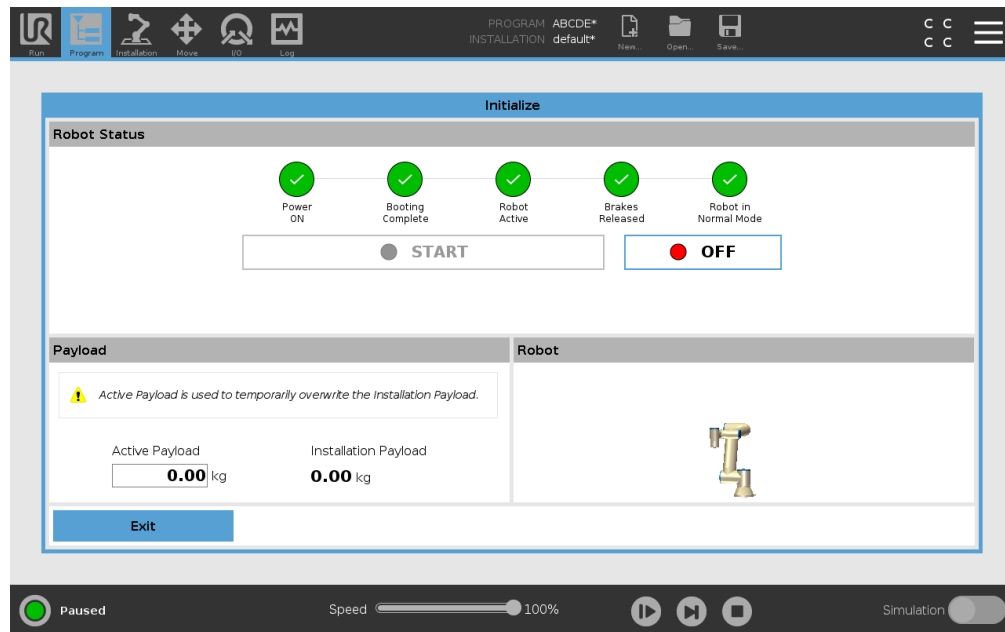 UR
PROGRAM ABCDE*
INSTALLATION default*
Run
Program
Installation
Move
I/O
Log
New...
Open...
Save...
C C
C C
Initialize
Robot Status
Power
ON
Booting
Complete
Robot
Active
Brakes
Released
Robot in
Normal Mode
START
OFF
Payload
Robot
Active Payload is used to temporarily overwrite the Installation Payload.
Active Payload
Installation Payload
0.00 kg
0.00 kg
Exit
Paused
Speed
100%
Simulation